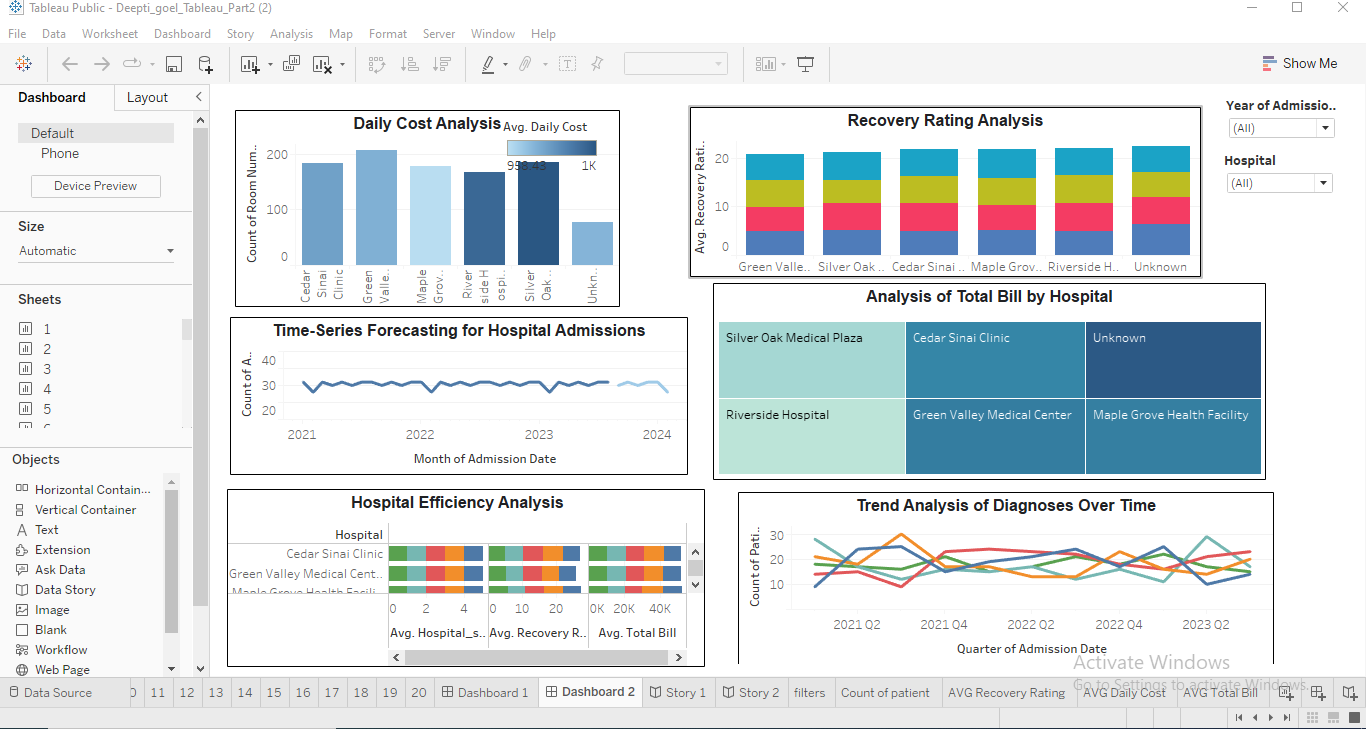 Tableau Public - Deepti_goel_Tableau_Part2 (2)
File Data Worksheet Dashboard Story Analysis Map Format Server Window Help
Show Me
Dashboard Layout
Default
Phone
Device Preview
Size
Automatic
Sheets
1
2
3
4
5
Objects
Horizontal Contain...
Vertical Container
Text
Extension
Ask Data
Data Story
Image
Blank
Workflow
Web Page
Daily Cost Analysis
Avg. Daily Cost
1K
Count of Room Num..
200
100
0
Cedar Sinai Clinic
Green Valle..
Maple Grov..
River side H ospi..
Silver Oak ..
Unkn..
Recovery Rating Analysis
Avg. Recovery Rati..
20
10
0
Green Valle.. Silver Oak .. Cedar Sinai .. Maple Grov.. Riverside H.. Unknown
Year of Admissio..
(All)
Hospital
(All)
Time-Series Forecasting for Hospital Admissions
Count of A..
40
30
20
2021 2022 2023 2024
Month of Admission Date
Analysis of Total Bill by Hospital
Silver Oak Medical Plaza Cedar Sinai Clinic Unknown
Riverside Hospital Green Valley Medical Center Maple Grove Health Facility
Hospital Efficiency Analysis
Hospital
Cedar Sinai Clinic
Green Valley Medical Cent..
Maple Grove Health Facili..
0 2 4 0 10 20 0K 20K 40K
Avg. Hospital_s.. Avg. Recovery R.. Avg. Total Bill
Trend Analysis of Diagnoses Over Time
Count of Pati..
30
20
10
2021 Q2 2021 Q4 2022 Q2 2022 Q4 2023 Q2
Quarter of Admission Date
Activate Windows
Go to Settings to activate Windows.
Data Source 11 12 13 14 15 16 17 18 19 20 Dashboard 1 Dashboard 2 Story 1 Story 2 filters Count of patient AVG Recovery Rating AVG Daily Cost AVG Total Bill